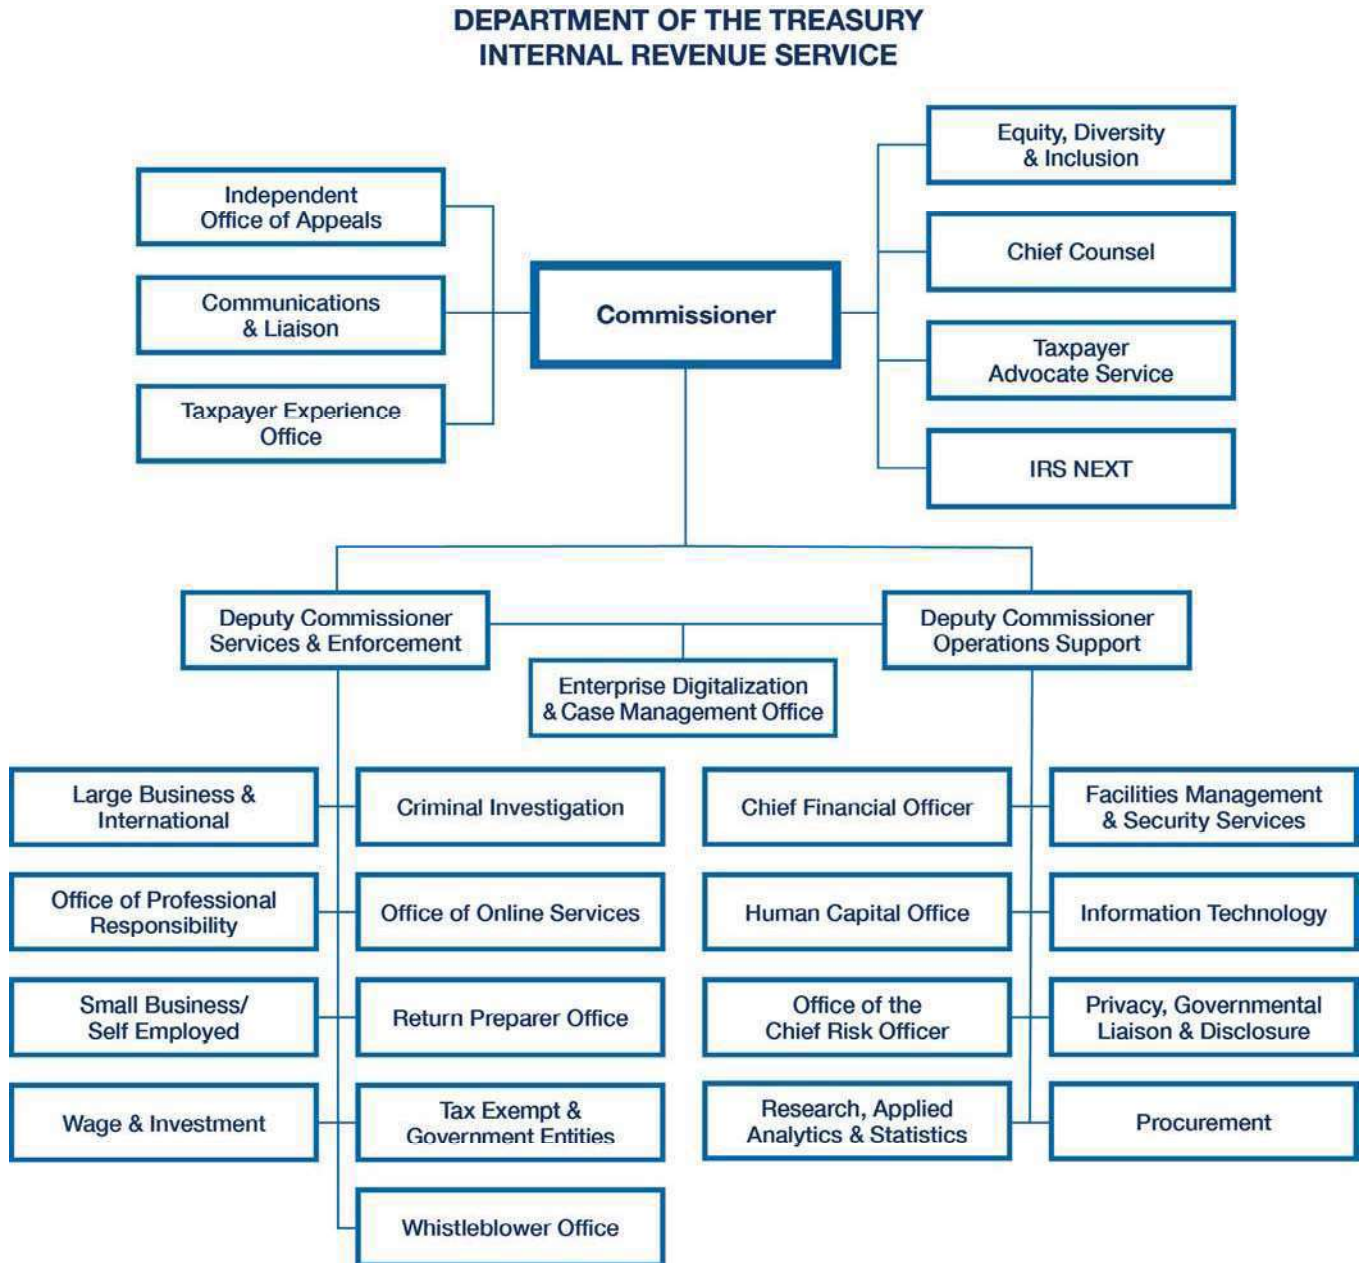 DEPARTMENT OF THE TREASURY
INTERNAL REVENUE SERVICE
Independent
Office of Appeals
Communications
& Liaison
Taxpayer Experience
Office
Commissioner
Equity, Diversity
& Inclusion
Chief Counsel
Taxpayer
Advocate Service
IRS NEXT
Deputy Commissioner
Services & Enforcement
Deputy Commissioner
Operations Support
Enterprise Digitalization
& Case Management Office
Large Business &
International
Criminal Investigation
Office of Professional
Responsibility
Office of Online Services
Small Business/
Self Employed
Return Preparer Office
Wage & Investment
Tax Exempt &
Government Entities
Whistleblower Office
Chief Financial Officer
Facilities Management
& Security Services
Human Capital Office
Information Technology
Office of the
Chief Risk Officer
Privacy, Governmental
Liaison & Disclosure
Research, Applied
Analytics & Statistics
Procurement